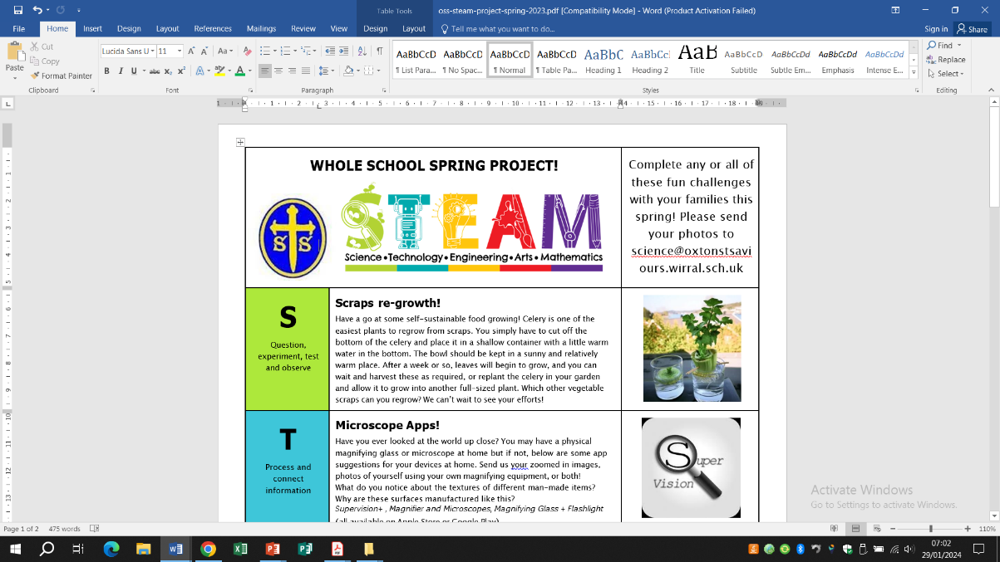 Table Tools
oss-steam-project-spring-2023.pdf [Compatibility Mode] - Word (Product Activation Failed)
File Home Insert Design Layout References Mailings Review View Design Layout Tell me what you want to do... Sign in Share
Paste
Cut
Copy
Format Painter
Clipboard
Lucida Sans U 11
Font
Paragraph
AaBbCcD AaBbCcD AaBbCcD AaBbCcD AaBbC AaBbCc AaB AaBbCcD AaBbCcDd AaBbCcDd AaBbCcDd
¶ List Para... ¶ No Spac... ¶ Normal ¶ Table Pa... Heading 1 Heading 2 Title Subtitle Subtle Em... Emphasis Intense E...
Styles
Find
Replace
Select
Editing
WHOLE SCHOOL SPRING PROJECT!
STEAM
Science•Technology•Engineering•Arts•Mathematics
S S
Complete any or all of
these fun challenges
with your families this
spring! Please send
your photos to
science@oxtonstsavi
ours.wirral.sch.uk
S
Question,
experiment, test
and observe
Scraps re-growth!
Have a go at some self-sustainable food growing! Celery is one of the
easiest plants to regrow from scraps. You simply have to cut off the
bottom of the celery and place it in a shallow container with a little warm
water in the bottom. The bowl should be kept in a sunny and relatively
warm place. After a week or so, leaves will begin to grow, and you can
wait and harvest these as required, or replant the celery in your garden
and allow it to grow into another full-sized plant. Which other vegetable
scraps can you regrow? We can't wait to see your efforts!
T
Process and
connect
information
Microscope Apps!
Have you ever looked at the world up close? You may have a physical
magnifying glass or microscope at home but if not, below are some app
suggestions for your devices at home. Send us your zoomed in images,
photos of yourself using your own magnifying equipment, or both!
What do you notice about the textures of different man-made items?
Why are these surfaces manufactured like this?
Supervision+ , Magnifier and Microscopes, Magnifying Glass + Flashlight
(all available on Apple Store or Google Play)
Super
Vision
Activate Windows
Go to Settings to activate Windows.
Page 1 of 2 475 words 110%
07:02
29/01/2024